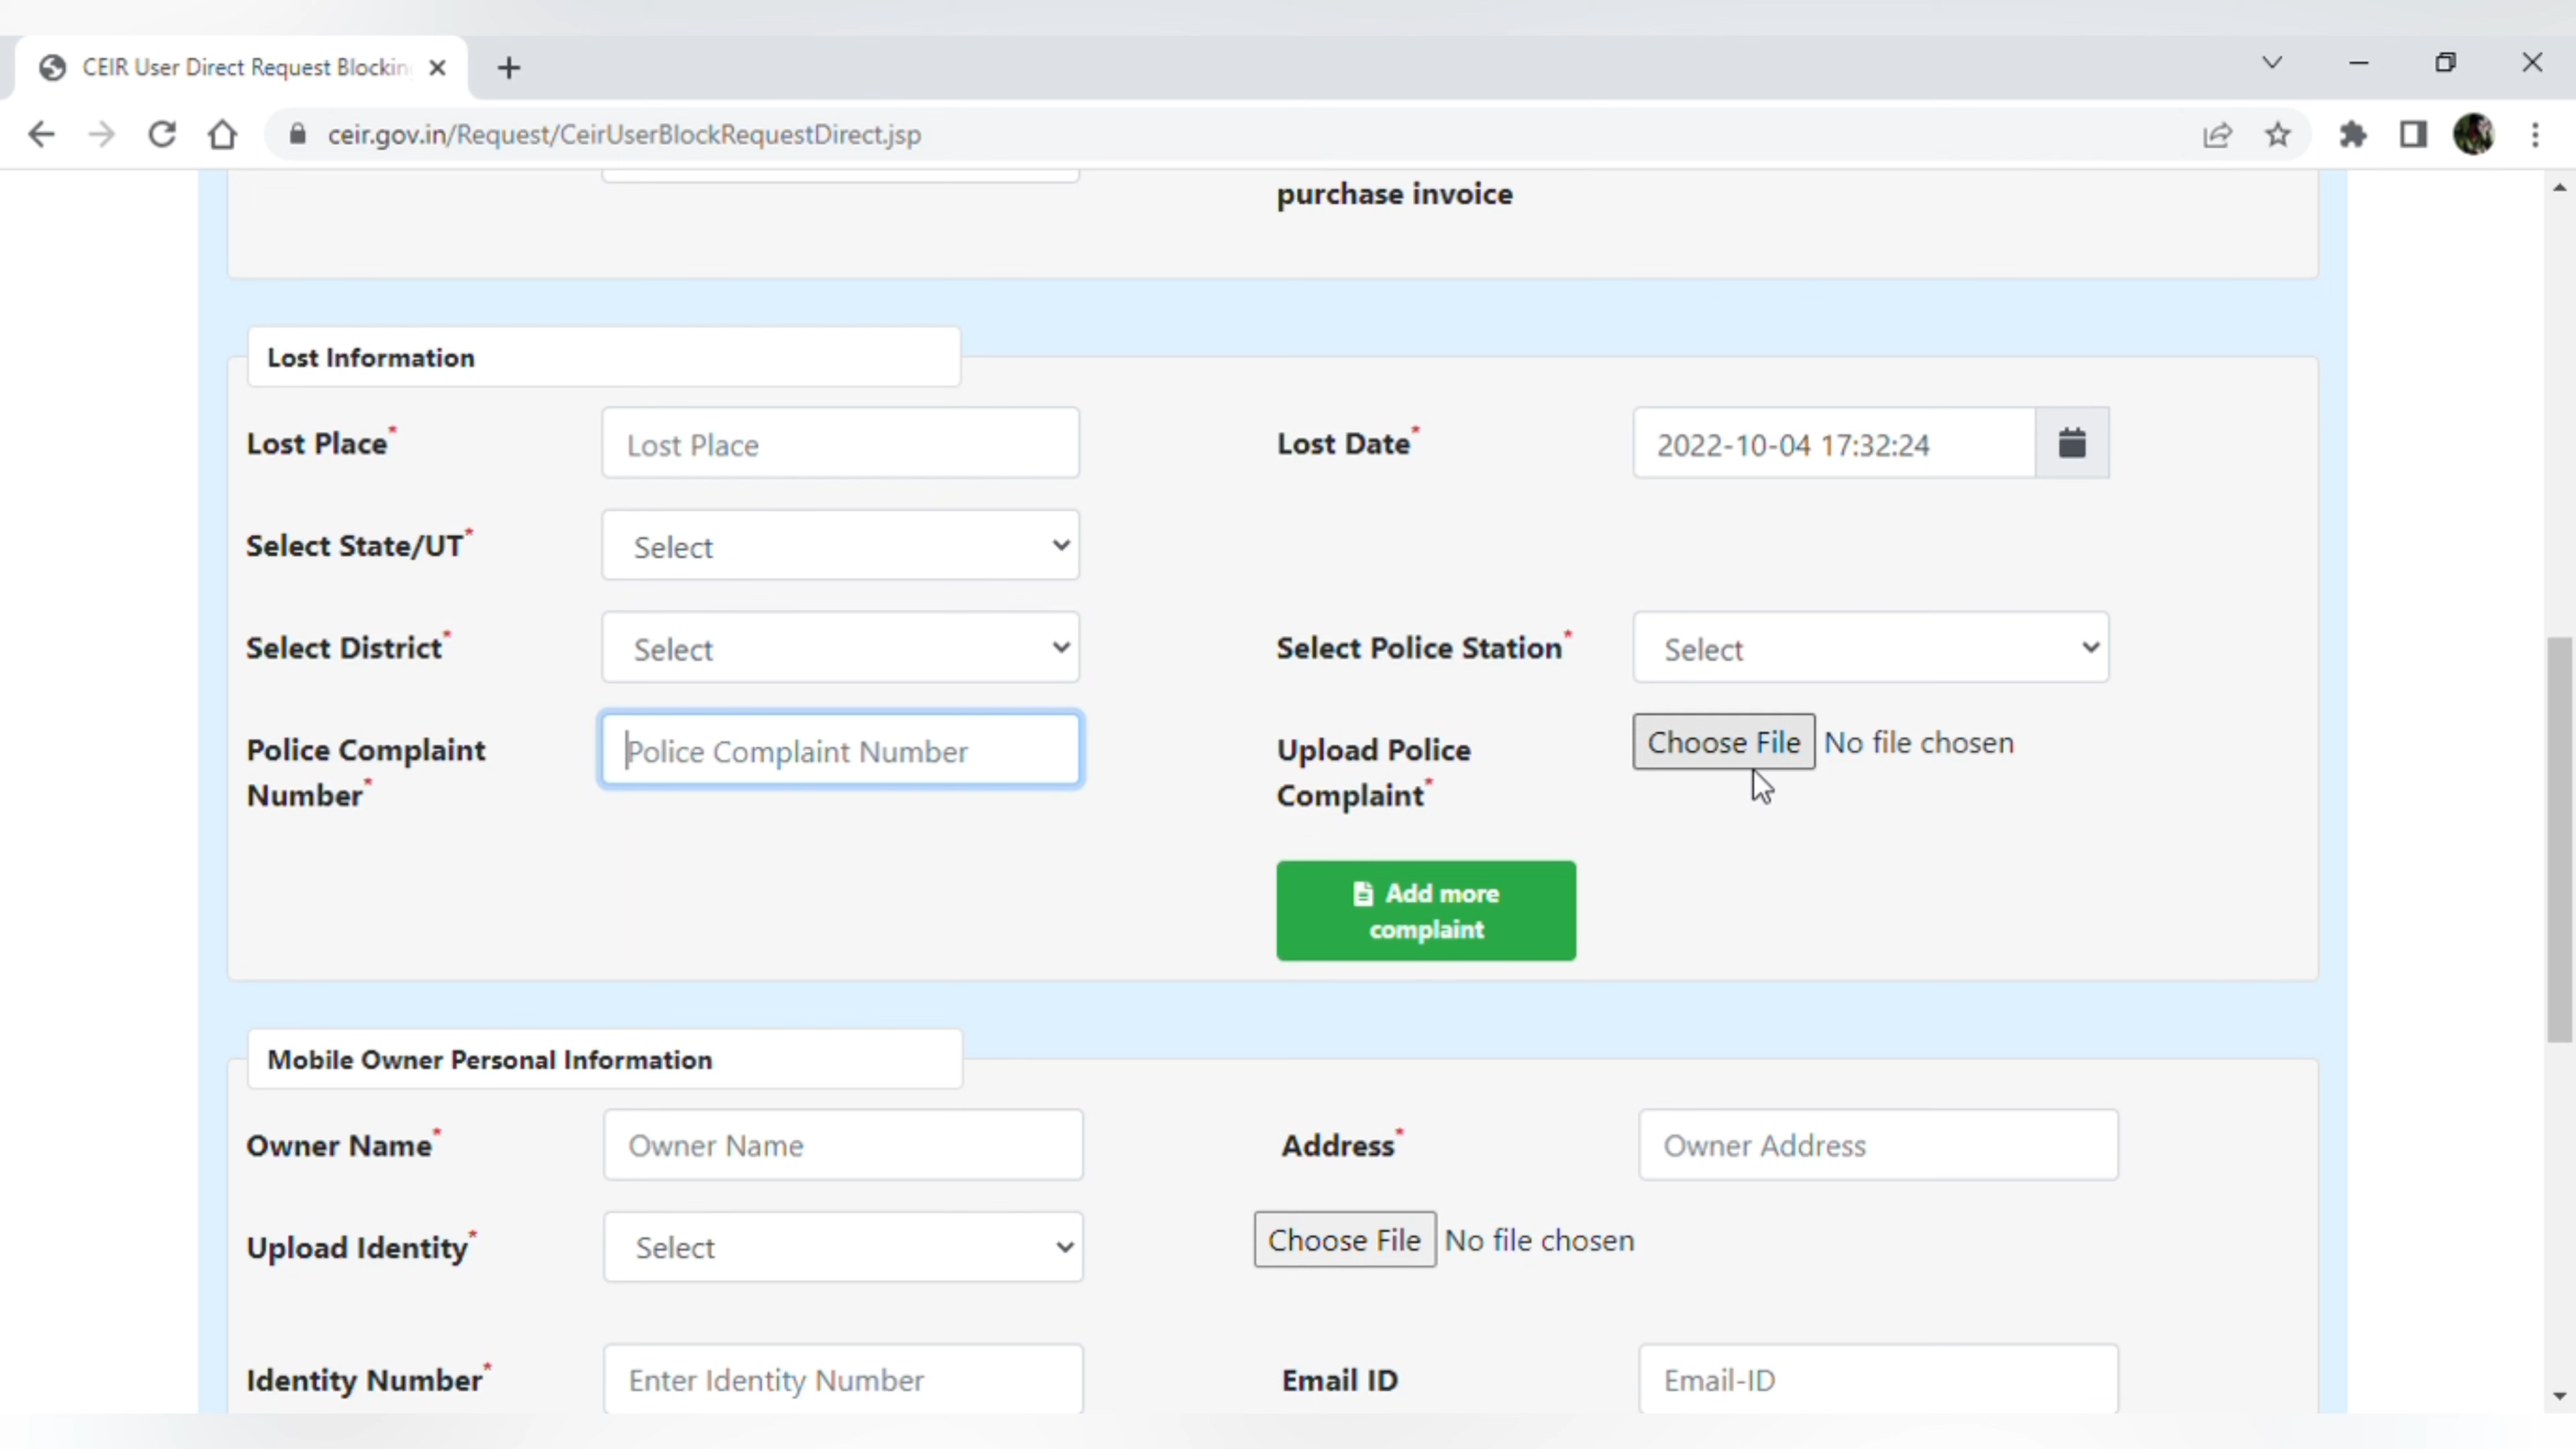 CEIR User Direct Request Blocking
ceir.gov.in/Request/CeirUserBlockRequestDirect.jsp
purchase invoice
Lost Information
Lost Place*
Lost Place
Lost Date*
2022-10-04 17:32:24
Select State/UT*
Select
Select District*
Select
Select Police Station*
Select
Police Complaint
Number*
Police Complaint Number
Upload Police
Complaint*
Choose File No file chosen
Add more
complaint
Mobile Owner Personal Information
Owner Name*
Owner Name
Address*
Owner Address
Upload Identity*
Select
Choose File No file chosen
Identity Number*
Enter Identity Number
Email ID
Email-ID